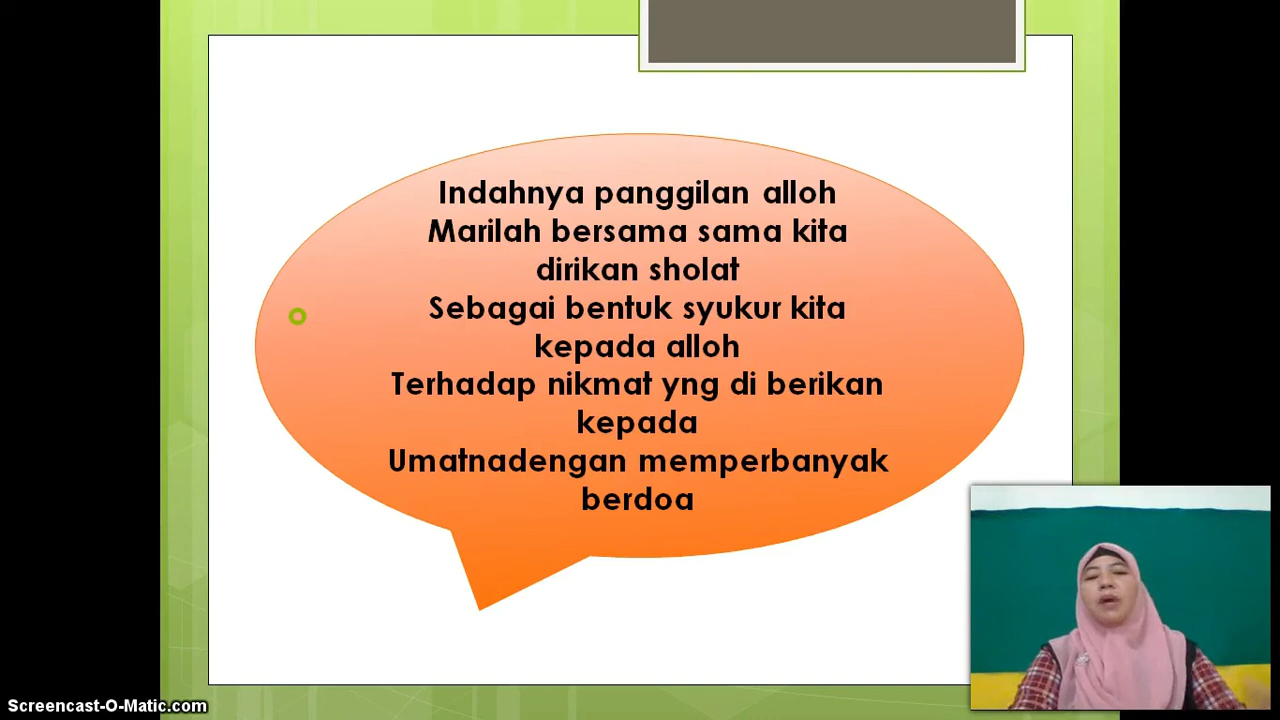 Indahnya panggilan alloh
Marilah bersama sama kita
dirikan sholat
Sebagai bentuk syukur kita
kepada alloh
Terhadap nikmat yng di berikan
kepada
Umatnadengan memperbanyak
berdoa
Screencast-O-Matic.com